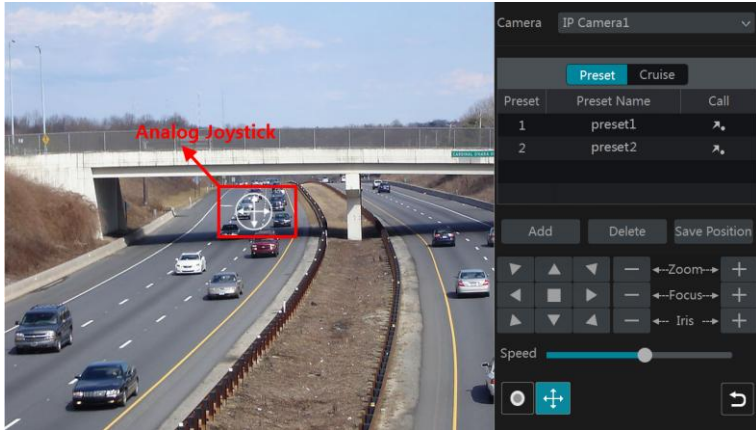 Analog Joystick
Camera IP Camera1
Preset Cruise
Preset Preset Name Call
1 preset1
2 preset2
Add Delete Save Position
Zoom
Focus
Iris
Speed